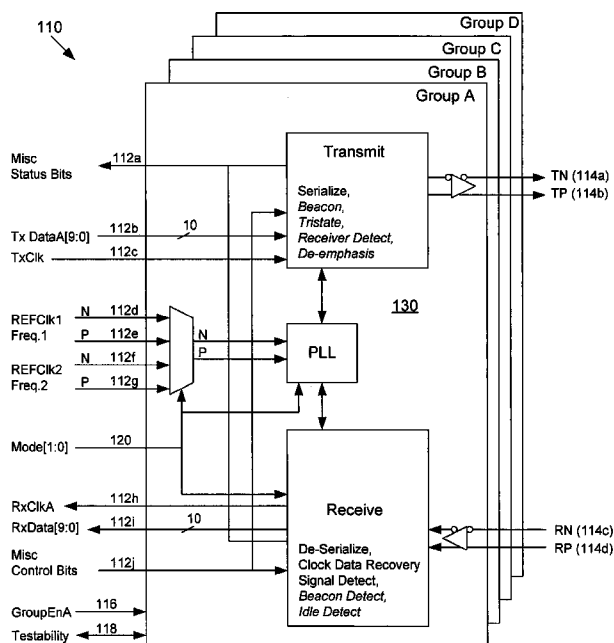 Group D
110
Group C
Group B
Group A
Misc
Status Bits
112a
Transmit
Serialize,
Beacon,
Tristate,
Receiver Detect,
De-emphasis
TN (114a)
TP (114b)
Tx DataA[9:0]
112b
10
TxClk
112c
130
REFClk1
Freq.1
N
112d
P
112e
REFClk2
Freq.2
N
112f
P
112g
N
P
PLL
Mode[1:0]
120
RxClkA
112h
RxData[9:0]
112i
10
Receive
RN (114c)
RP (114d)
Misc
Control Bits
112j
De-Serialize,
Clock Data Recovery
Signal Detect,
Beacon Detect,
Idle Detect
GroupEnA
116
Testability
118